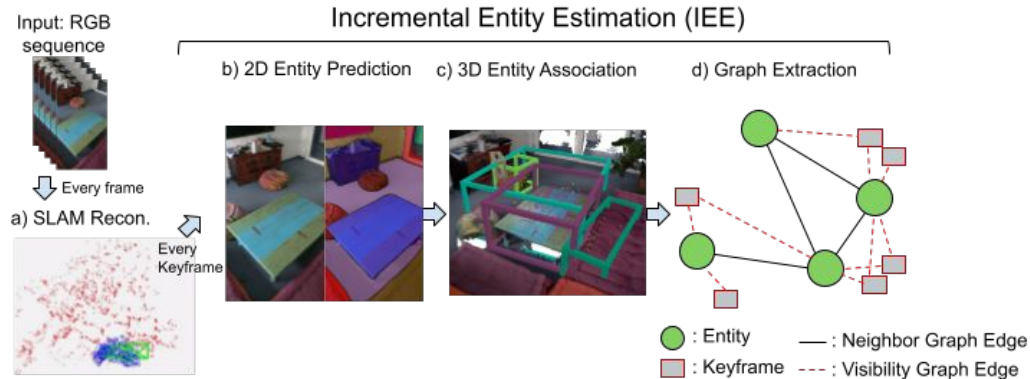 Incremental Entity Estimation (IEE)
Input: RGB
sequence
b) 2D Entity Prediction
c) 3D Entity Association
d) Graph Extraction
Every frame
a) SLAM Recon.
Every
Keyframe
: Entity
: Neighbor Graph Edge
: Keyframe
: Visibility Graph Edge